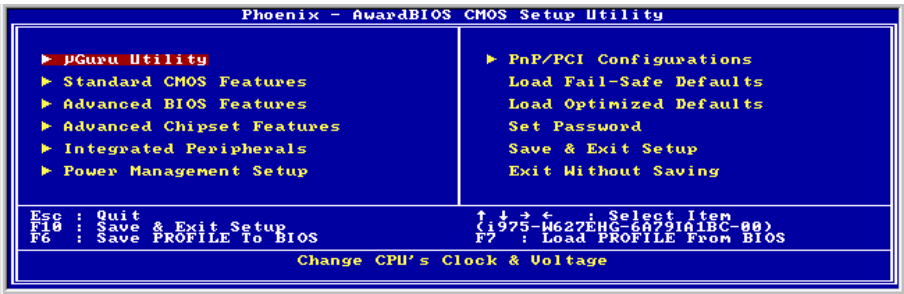 Phoenix - AwardBIOS CMOS Setup Utility
► µGuru Utility
► Standard CMOS Features
► Advanced BIOS Features
► Advanced Chipset Features
► Integrated Peripherals
► Power Management Setup
► PnP/PCI Configurations
Load Fail-Safe Defaults
Load Optimized Defaults
Set Password
Save & Exit Setup
Exit Without Saving
Esc : Quit
F10 : Save & Exit Setup
F6 : Save PROFILE To BIOS
↑ ↓ → ← : Select Item
(i975-W627EHG-6A79IA1BC-00)
F7 : Load PROFILE From BIOS
Change CPU's Clock & Voltage